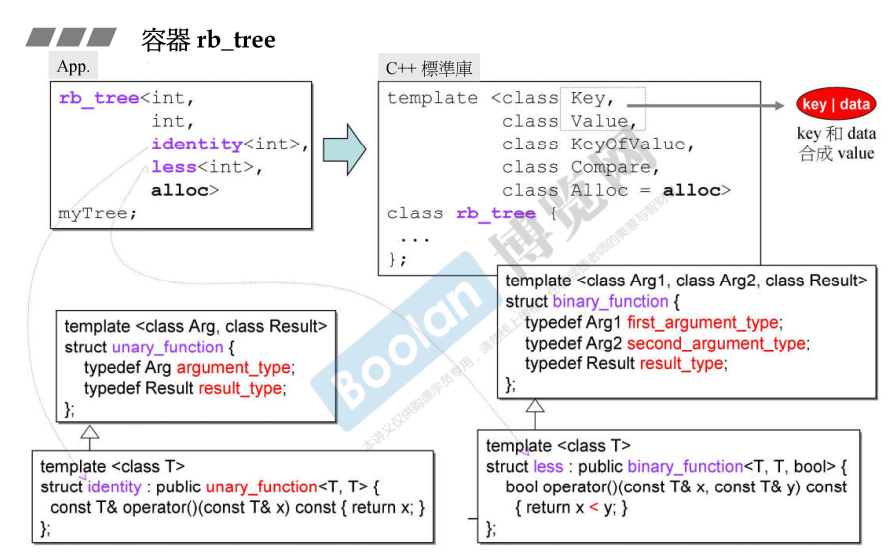 容器 rb_tree
App.
rb_tree<int,
int,
identity<int>,
less<int>,
alloc>
myTree;
C++ 標準庫
template <class Key,
class Value,
class KeyOfValue,
class Compare,
class Alloc = alloc>
class rb_tree {
...
};
key | data
key 和 data
合成 value
template <class Arg1, class Arg2, class Result>
struct binary_function {
typedef Arg1 first_argument_type;
typedef Arg2 second_argument_type;
typedef Result result_type;
};
template <class Arg, class Result>
struct unary_function {
typedef Arg argument_type;
typedef Result result_type;
};
template <class T>
struct identity : public unary_function<T, T> {
const T& operator()(const T& x) const { return x; }
};
template <class T>
struct less : public binary_function<T, T, bool> {
bool operator()(const T& x, const T& y) const
{ return x < y; }
};
Boolan 博览网